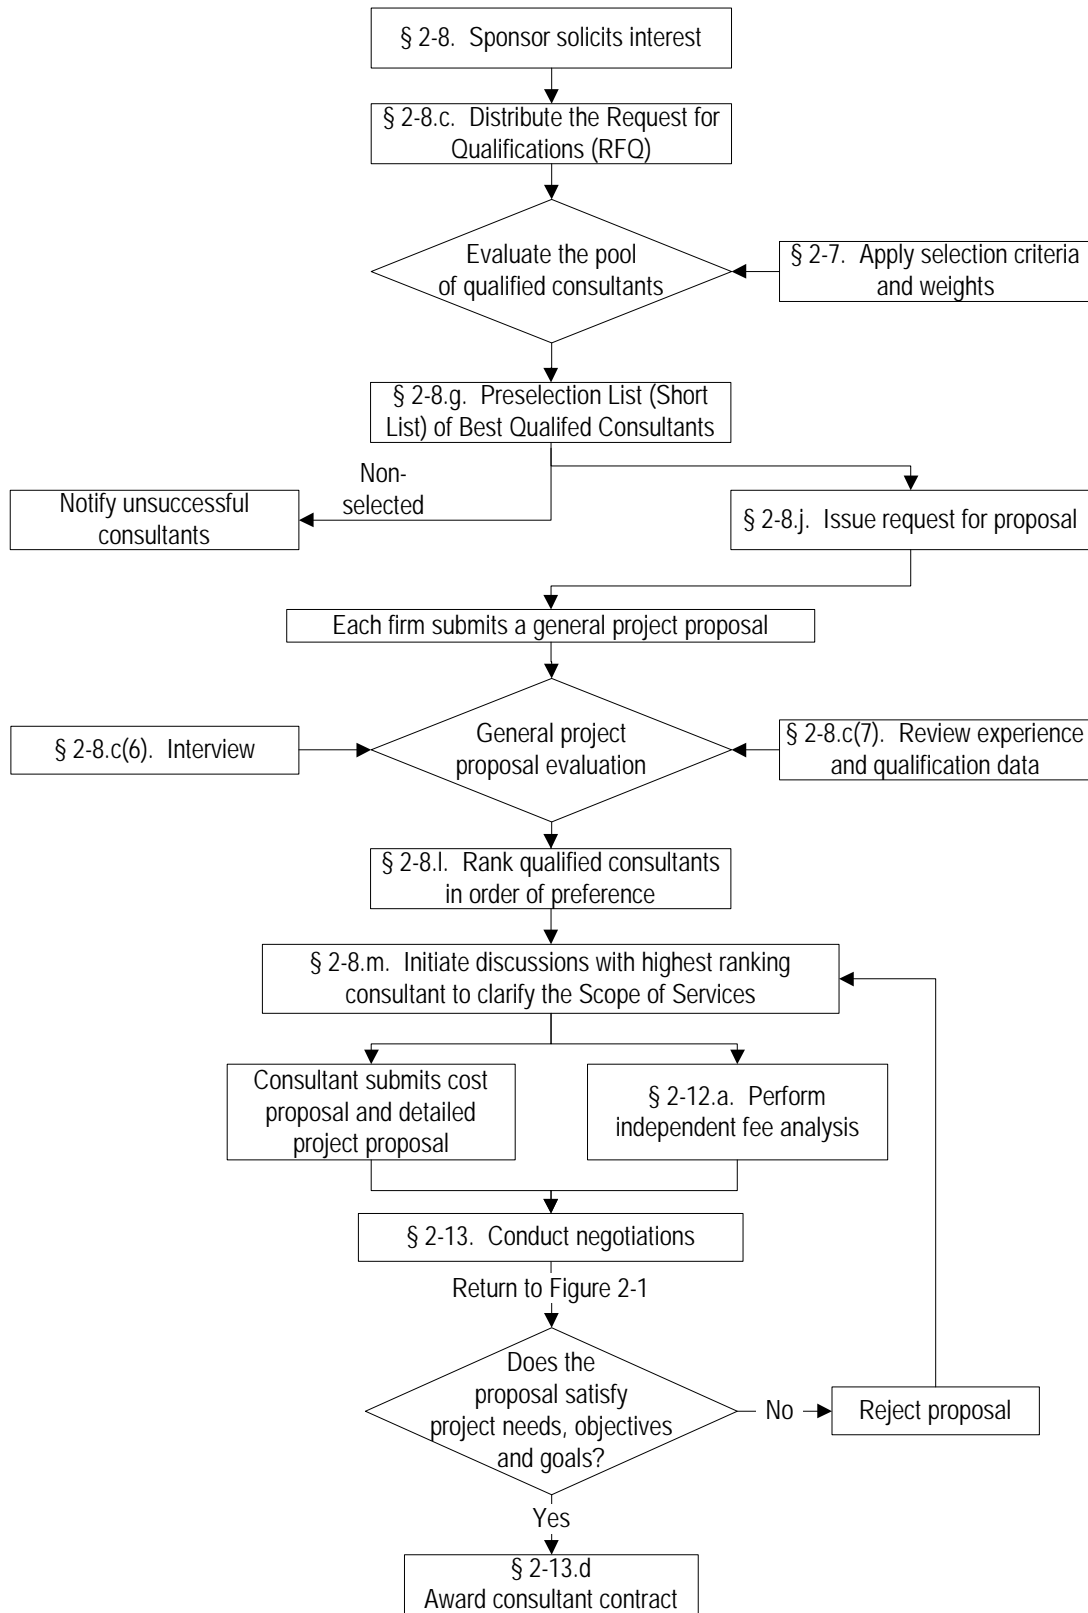 § 2-8. Sponsor solicits interest
§ 2-8.c. Distribute the Request for
Qualifications (RFQ)
Evaluate the pool
of qualified consultants
§ 2-7. Apply selection criteria
and weights
§ 2-8.g. Preselection List (Short
List) of Best Qualifed Consultants
Non-
selected
Notify unsuccessful
consultants
§ 2-8.j. Issue request for proposal
Each firm submits a general project proposal
§ 2-8.c(6). Interview
General project
proposal evaluation
§ 2-8.c(7). Review experience
and qualification data
§ 2-8.l. Rank qualified consultants
in order of preference
§ 2-8.m. Initiate discussions with highest ranking
consultant to clarify the Scope of Services
Consultant submits cost
proposal and detailed
project proposal
§ 2-12.a. Perform
independent fee analysis
§ 2-13. Conduct negotiations
Return to Figure 2-1
Does the
proposal satisfy
project needs, objectives
and goals?
No
Reject proposal
Yes
§ 2-13.d
Award consultant contract